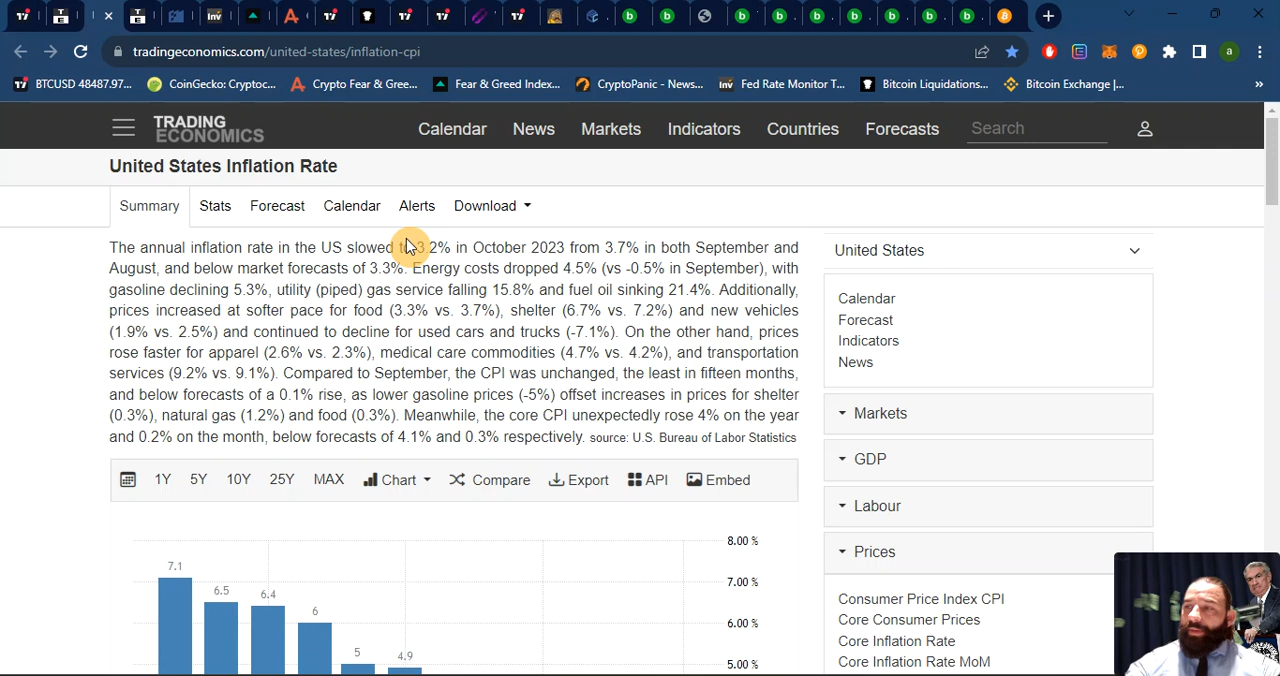 tradingeconomics.com/united-states/inflation-cpi
BTCUSD 48487.97... CoinGecko: Cryptoc... Crypto Fear & Gree... Fear & Greed Index... CryptoPanic - News... Fed Rate Monitor T... Bitcoin Liquidations... Bitcoin Exchange |... »
TRADING
ECONOMICS
Calendar News Markets Indicators Countries Forecasts Search
United States Inflation Rate
Summary Stats Forecast Calendar Alerts Download
The annual inflation rate in the US slowed to 3.2% in October 2023 from 3.7% in both September and
August, and below market forecasts of 3.3%. Energy costs dropped 4.5% (vs -0.5% in September), with
gasoline declining 5.3%, utility (piped) gas service falling 15.8% and fuel oil sinking 21.4%. Additionally,
prices increased at softer pace for food (3.3% vs. 3.7%), shelter (6.7% vs. 7.2%) and new vehicles
(1.9% vs. 2.5%) and continued to decline for used cars and trucks (-7.1%). On the other hand, prices
rose faster for apparel (2.6% vs. 2.3%), medical care commodities (4.7% vs. 4.2%), and transportation
services (9.2% vs. 9.1%). Compared to September, the CPI was unchanged, the least in fifteen months,
and below forecasts of a 0.1% rise, as lower gasoline prices (-5%) offset increases in prices for shelter
(0.3%), natural gas (1.2%) and food (0.3%). Meanwhile, the core CPI unexpectedly rose 4% on the year
and 0.2% on the month, below forecasts of 4.1% and 0.3% respectively. source: U.S. Bureau of Labor Statistics
1Y 5Y 10Y 25Y MAX Chart Compare Export API Embed
8.00 %
7.1
7.00 %
6.5
6.4
6
6.00 %
5
4.9
5.00 %
United States
Calendar
Forecast
Indicators
News
Markets
GDP
Labour
Prices
Consumer Price Index CPI
Core Consumer Prices
Core Inflation Rate
Core Inflation Rate MoM